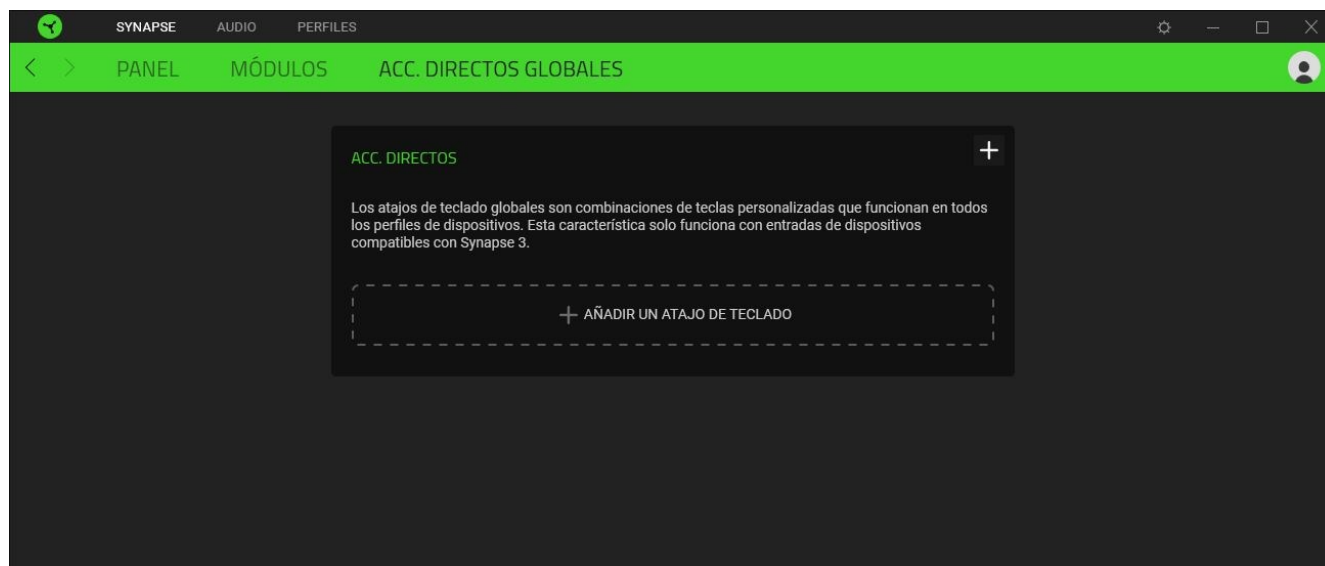 SYNAPSE AUDIO PERFILES
PANEL MÓDULOS ACC. DIRECTOS GLOBALES
ACC. DIRECTOS
Los atajos de teclado globales son combinaciones de teclas personalizadas que funcionan en todos
los perfiles de dispositivos. Esta característica solo funciona con entradas de dispositivos
compatibles con Synapse 3.
AÑADIR UN ATAJO DE TECLADO